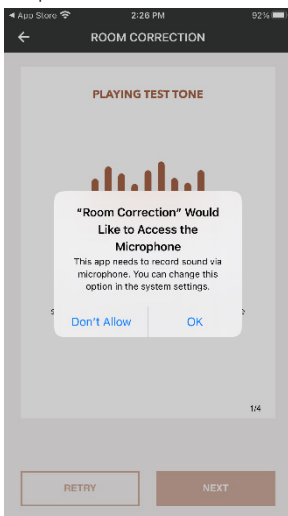 ◄ App Store 2:26 PM 92%
← ROOM CORRECTION
PLAYING TEST TONE
"Room Correction" Would
Like to Access the
Microphone
This app needs to record sound via
microphone. You can change this
option in the system settings.
Don't Allow OK
1/4
RETRY NEXT